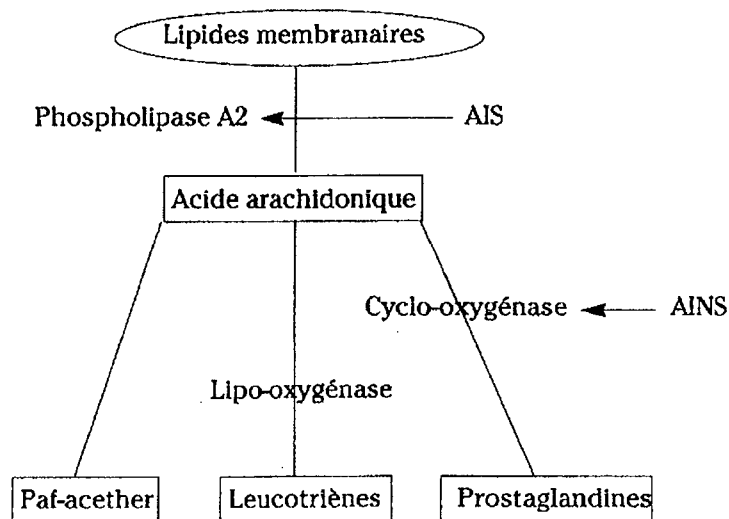 Lipides membranaires
Phospholipase A2 AIS
Acide arachidonique
Cyclo-oxygénase AINS
Lipo-oxygénase
Paf-acether Leucotriènes Prostaglandines